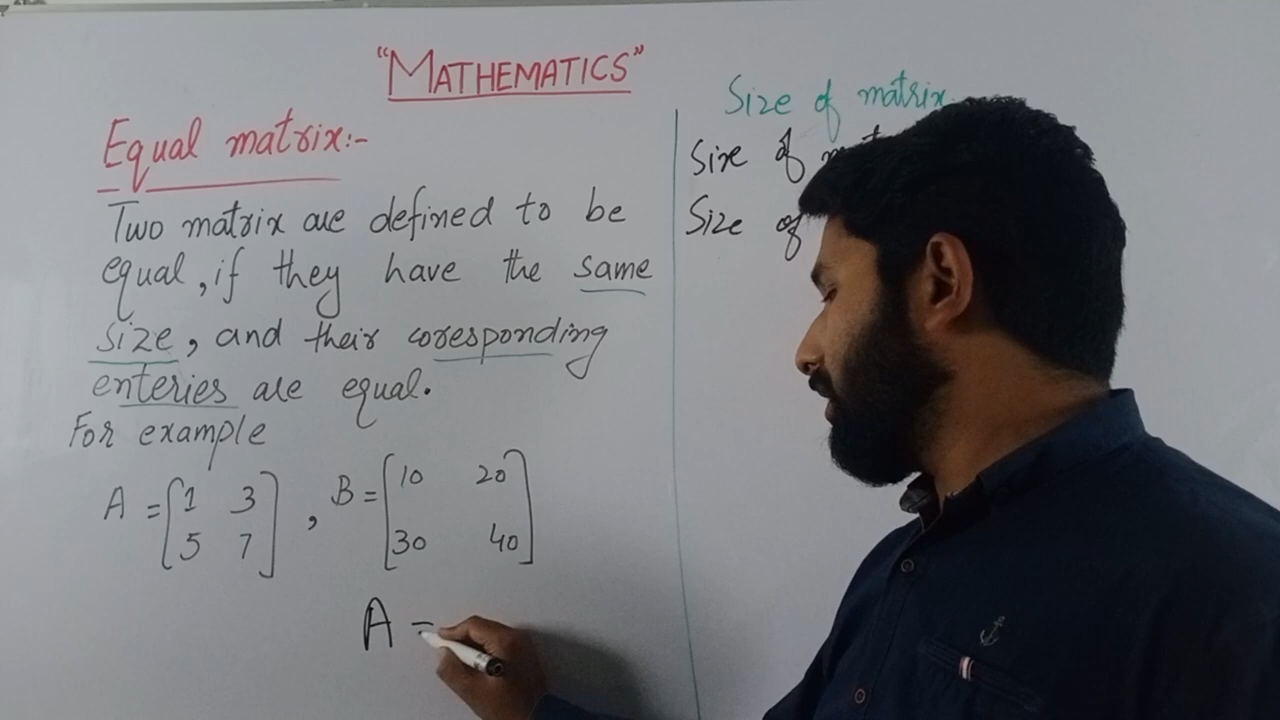 "MATHEMATICS"
Equal matrix:-
Two matrix are defined to be
equal, if they have the same
size, and their coresponding
enteries are equal.
For example
A = [1 3
5 7]
, B = [10 20
30 40]
A =
Size of matrix
Size of
Size of